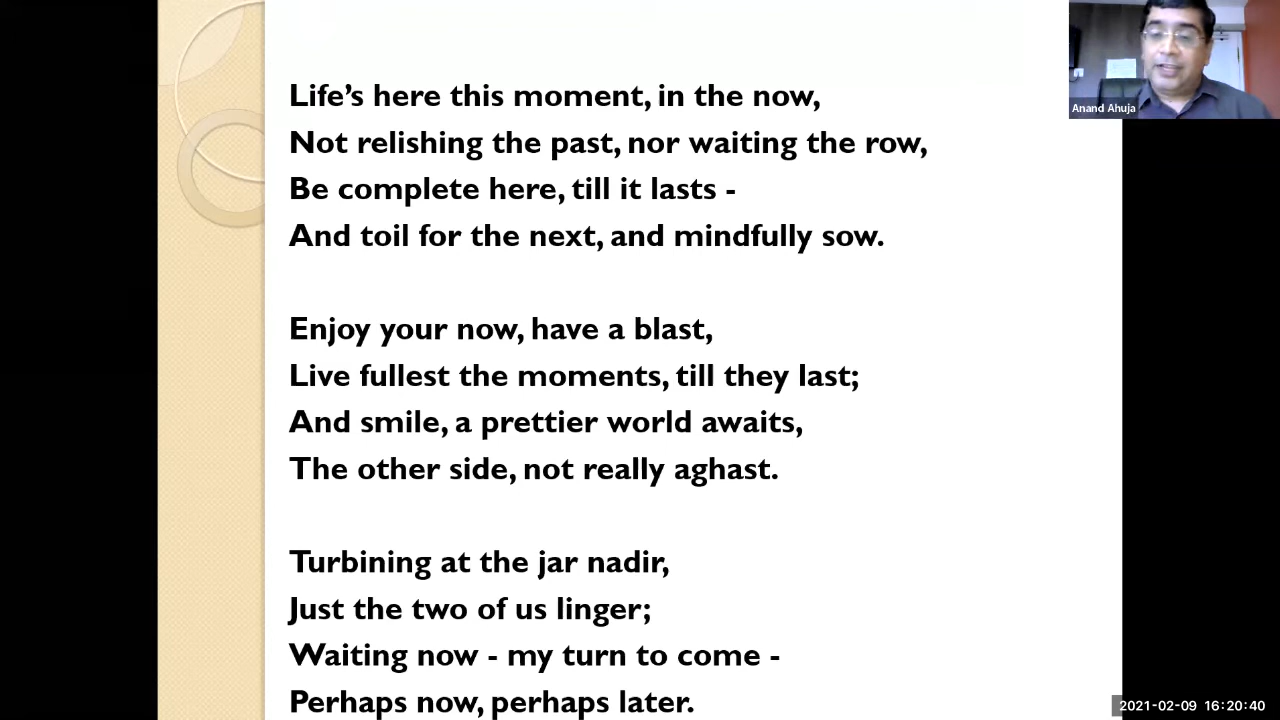 Life's here this moment, in the now,
Not relishing the past, nor waiting the row,
Be complete here, till it lasts -
And toil for the next, and mindfully sow.
Enjoy your now, have a blast,
Live fullest the moments, till they last;
And smile, a prettier world awaits,
The other side, not really aghast.
Turbining at the jar nadir,
Just the two of us linger;
Waiting now - my turn to come -
Perhaps now, perhaps later.
Anand Ahuja
2021-02-09 16:20:40